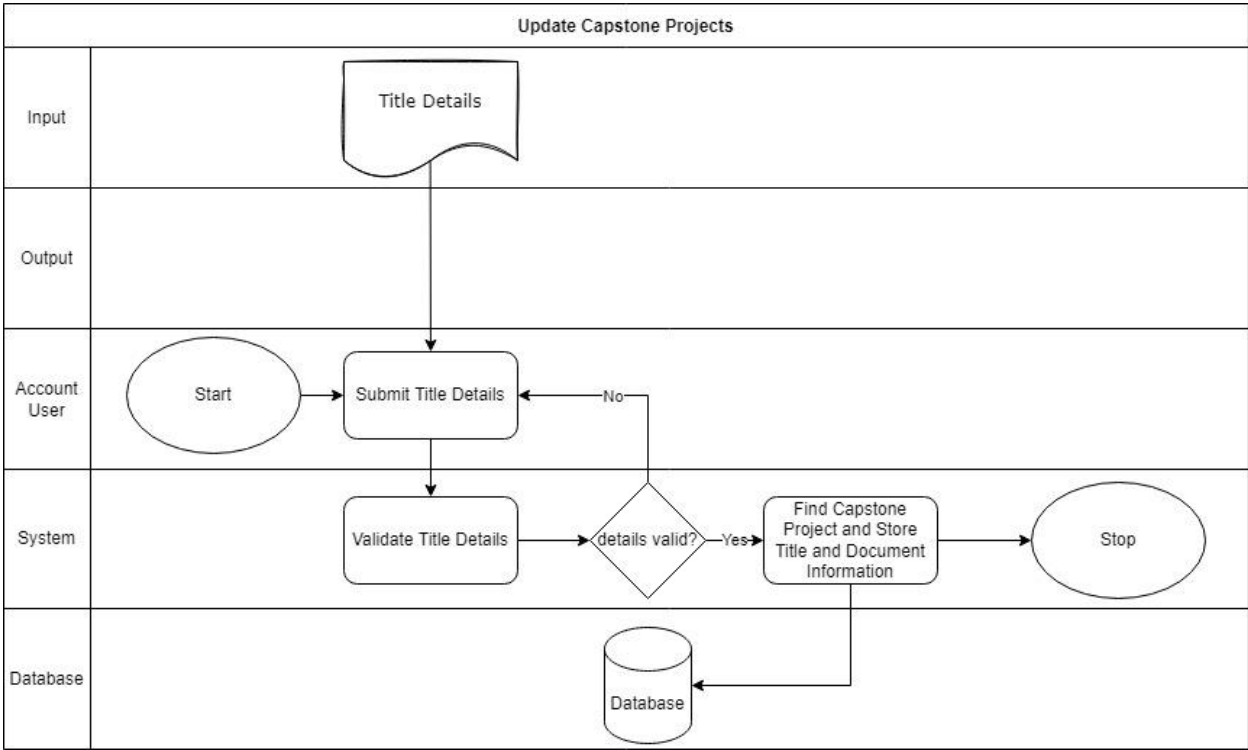 Update Capstone Projects
Input
Title Details
Output
Account
User
Start
Submit Title Details
No
System
Validate Title Details
details valid?
Yes
Find Capstone
Project and Store
Title and Document
Information
Stop
Database
Database